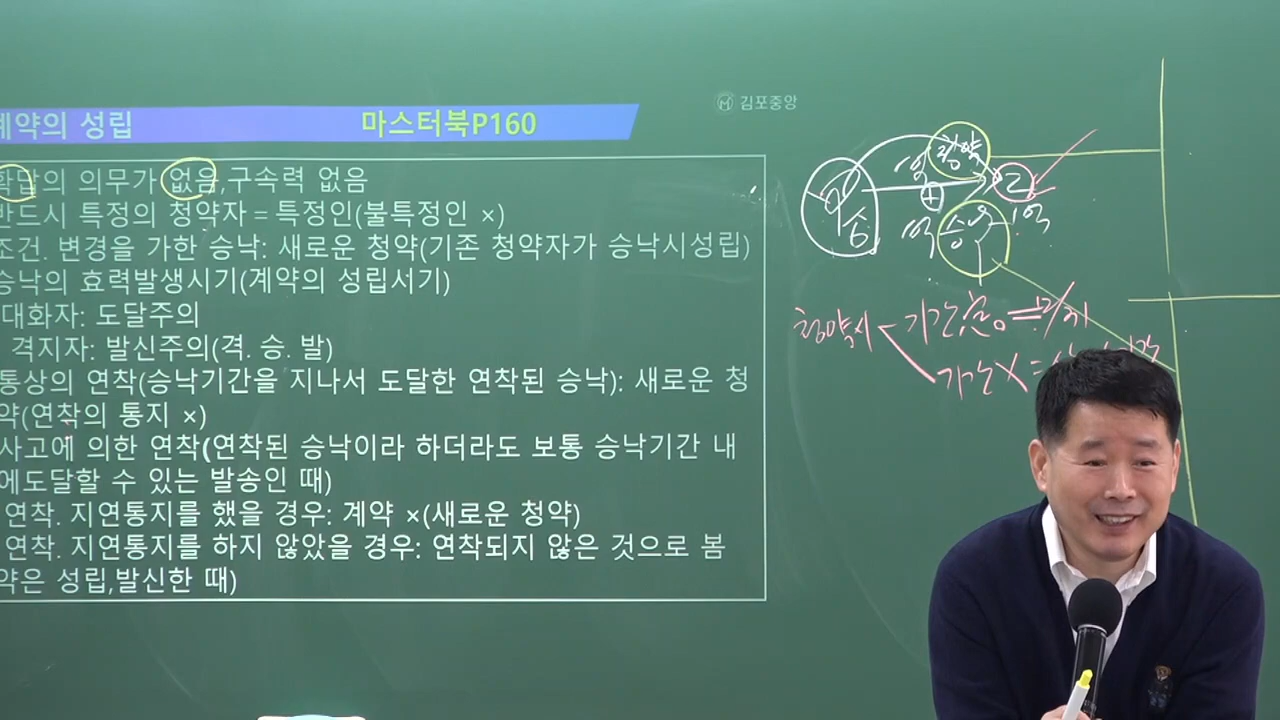 김포중앙
계약의 성립 마스터북P160
확답의 의무가 없음,구속력 없음
반드시 특정의 청약자 = 특정인(불특정인 ×)
조건. 변경을 가한 승낙: 새로운 청약(기존 청약자가 승낙시성립)
승낙의 효력발생시기(계약의 성립서기)
대화자: 도달주의
격지자: 발신주의(격. 승. 발)
통상의 연착(승낙기간을 지나서 도달한 연착된 승낙): 새로운 청
약(연착의 통지 ×)
사고에 의한 연착(연착된 승낙이라 하더라도 보통 승낙기간 내
에도달할 수 있는 발송인 때)
연착. 지연통지를 했을 경우: 계약 ×(새로운 청약)
연착. 지연통지를 하지 않았을 경우: 연착되지 않은 것으로 봄
약은 성립,발신한 때)
청약
승낙
청약시
기간
기간X =